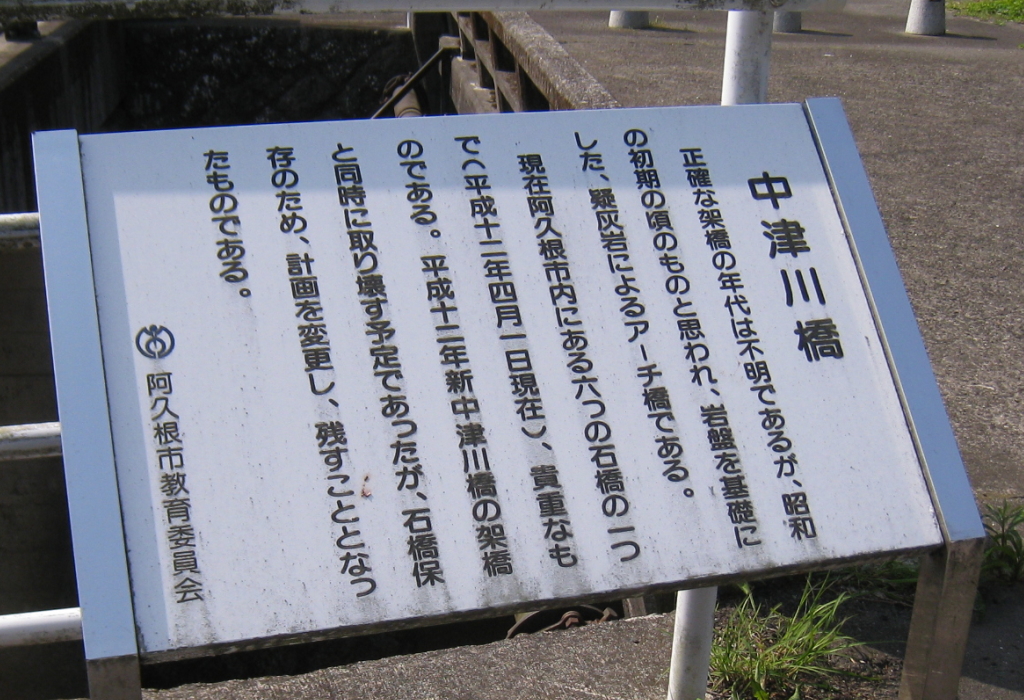 中津川橋
正確な架橋の年代は不明であるが、昭和
の初期の頃のものと思われ、岩盤を基礎に
した、疑灰岩によるアーチ橋である。
現在阿久根市内にある六つの石橋の一つ
で(平成十二年四月一日現在)、貴重なも
のである。平成十二年新中津川橋の架橋
と同時に取り壊す予定であったが、石橋保
存のため、計画を変更し、残すこととなっ
たものである。
阿久根市教育委員会